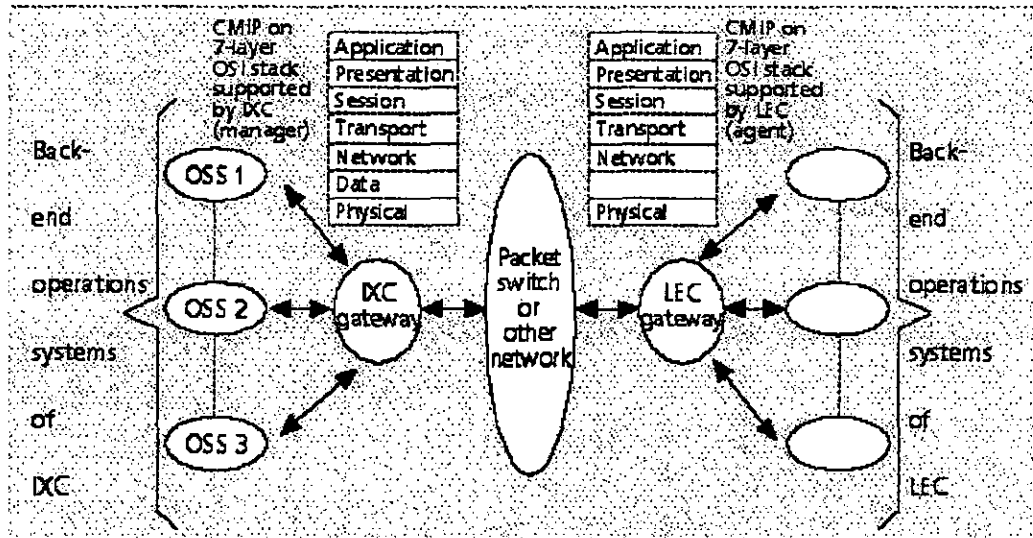 CMIP on
7-layer
OSI stack
supported
by IXC
(manager)
Application
Presentation
Session
Transport
Network
Data
Physical
Application
Presentation
Session
Transport
Network
Physical
CMIP on
7-layer
OSI stack
supported
by LEC
(agent)
Back-
end
operations
systems
of
IXC
OSS 1
OSS 2
OSS 3
IXC
gateway
Packet
switch
or
other
network
LEC
gateway
Back-
end
operations
systems
of
LEC